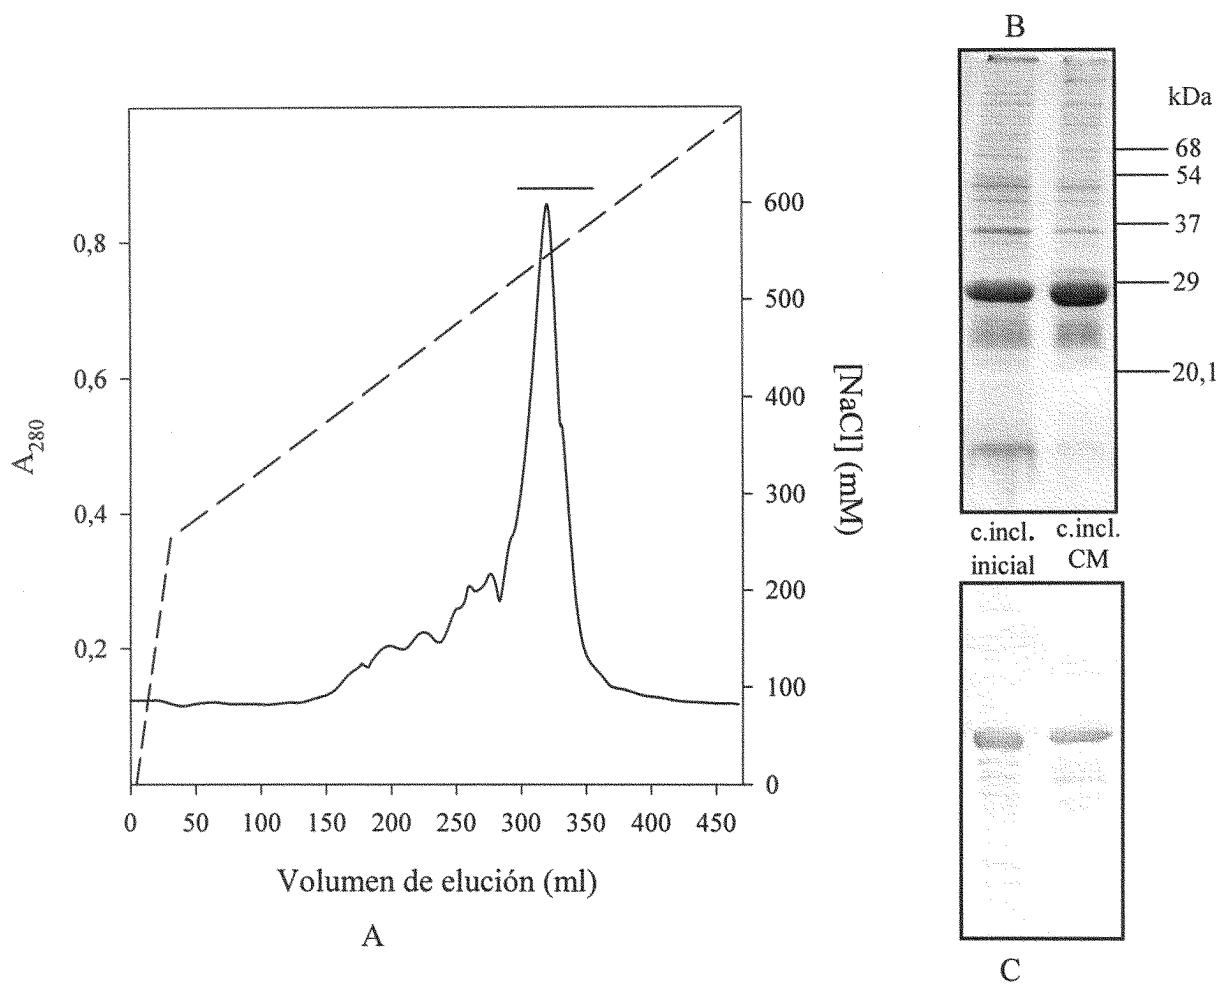 B
kDa
68
54
37
29
20,1
c.incl. c.incl.
inicial CM
C
0,8
0,6
0,4
0,2
A280
600
500
400
300
200
100
0
[NaCl] (mM)
0 50 100 150 200 250 300 350 400 450
Volumen de elución (ml)
A